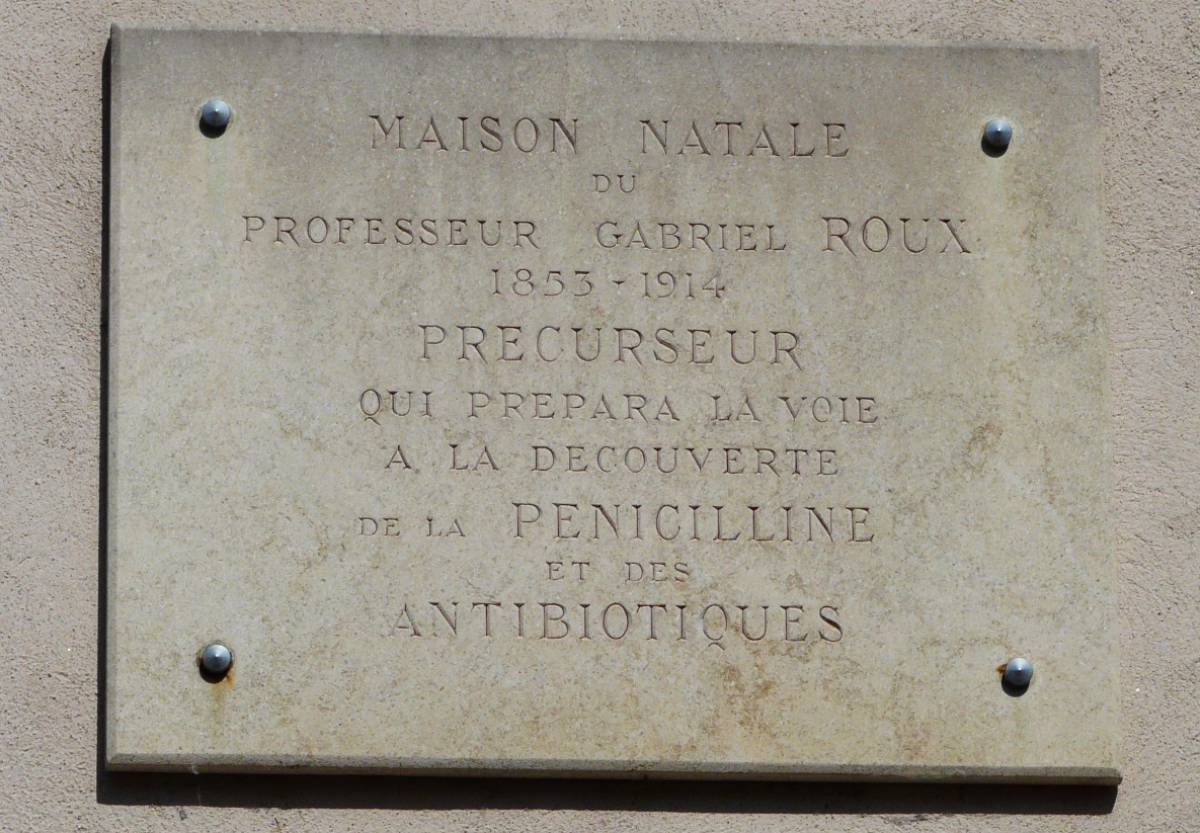 MAISON NATALE
DU
PROFESSEUR GABRIEL ROUX
1853 - 1914
PRECURSEUR
QUI PREPARA LA VOIE
A LA DECOUVERTE
DE LA PENICILLINE
ET DES
ANTIBIOTIQUES